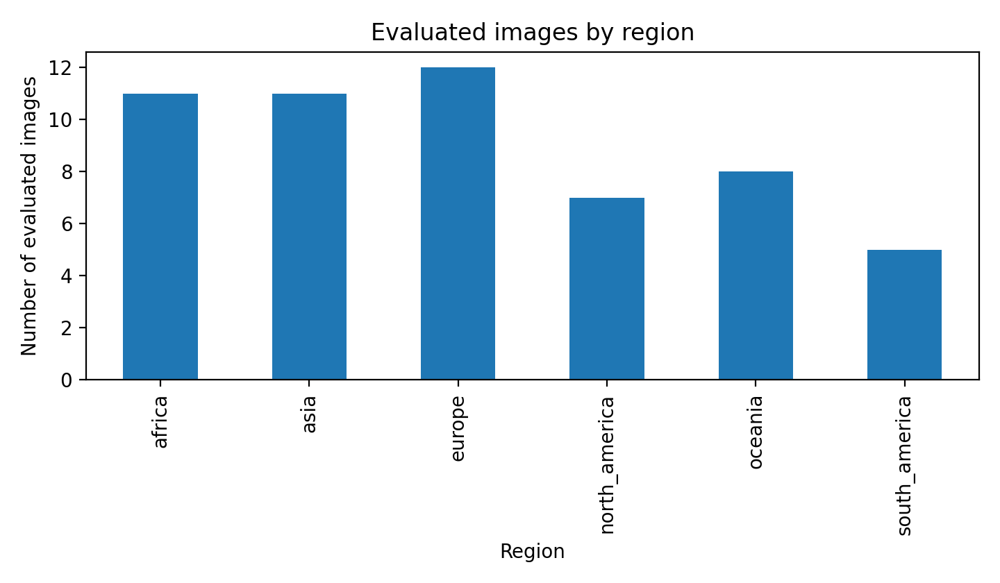 Evaluated images by region
Number of evaluated images
12
10
8
6
4
2
0
africa
asia
europe
north_america
oceania
south_america
Region